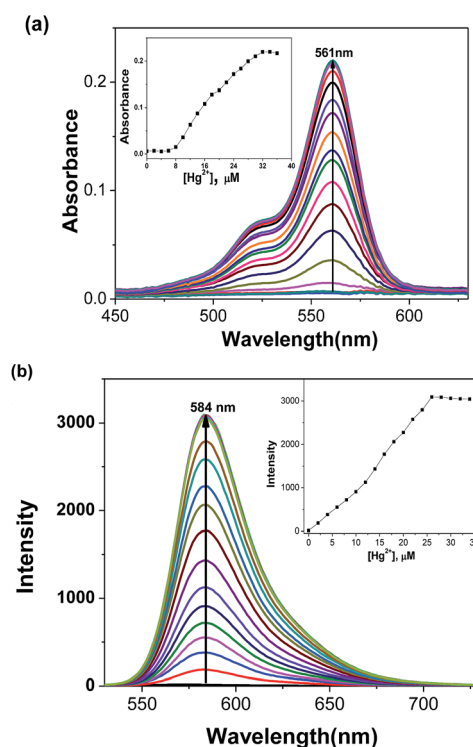 (a)
561nm
0.2
0.1
0.0
Absorbance
450 500 550 600
Wavelength(nm)
0.2
0.1
0.0
Absorbance
0 8 16 24 32 40
[Hg²⁺], µM
(b)
584 nm
3000
2000
1000
0
Intensity
550 600 650 700
Wavelength(nm)
4000
3000
2000
1000
0
Intensity
0 5 10 15 20 25 30 35
[Hg²⁺], µM